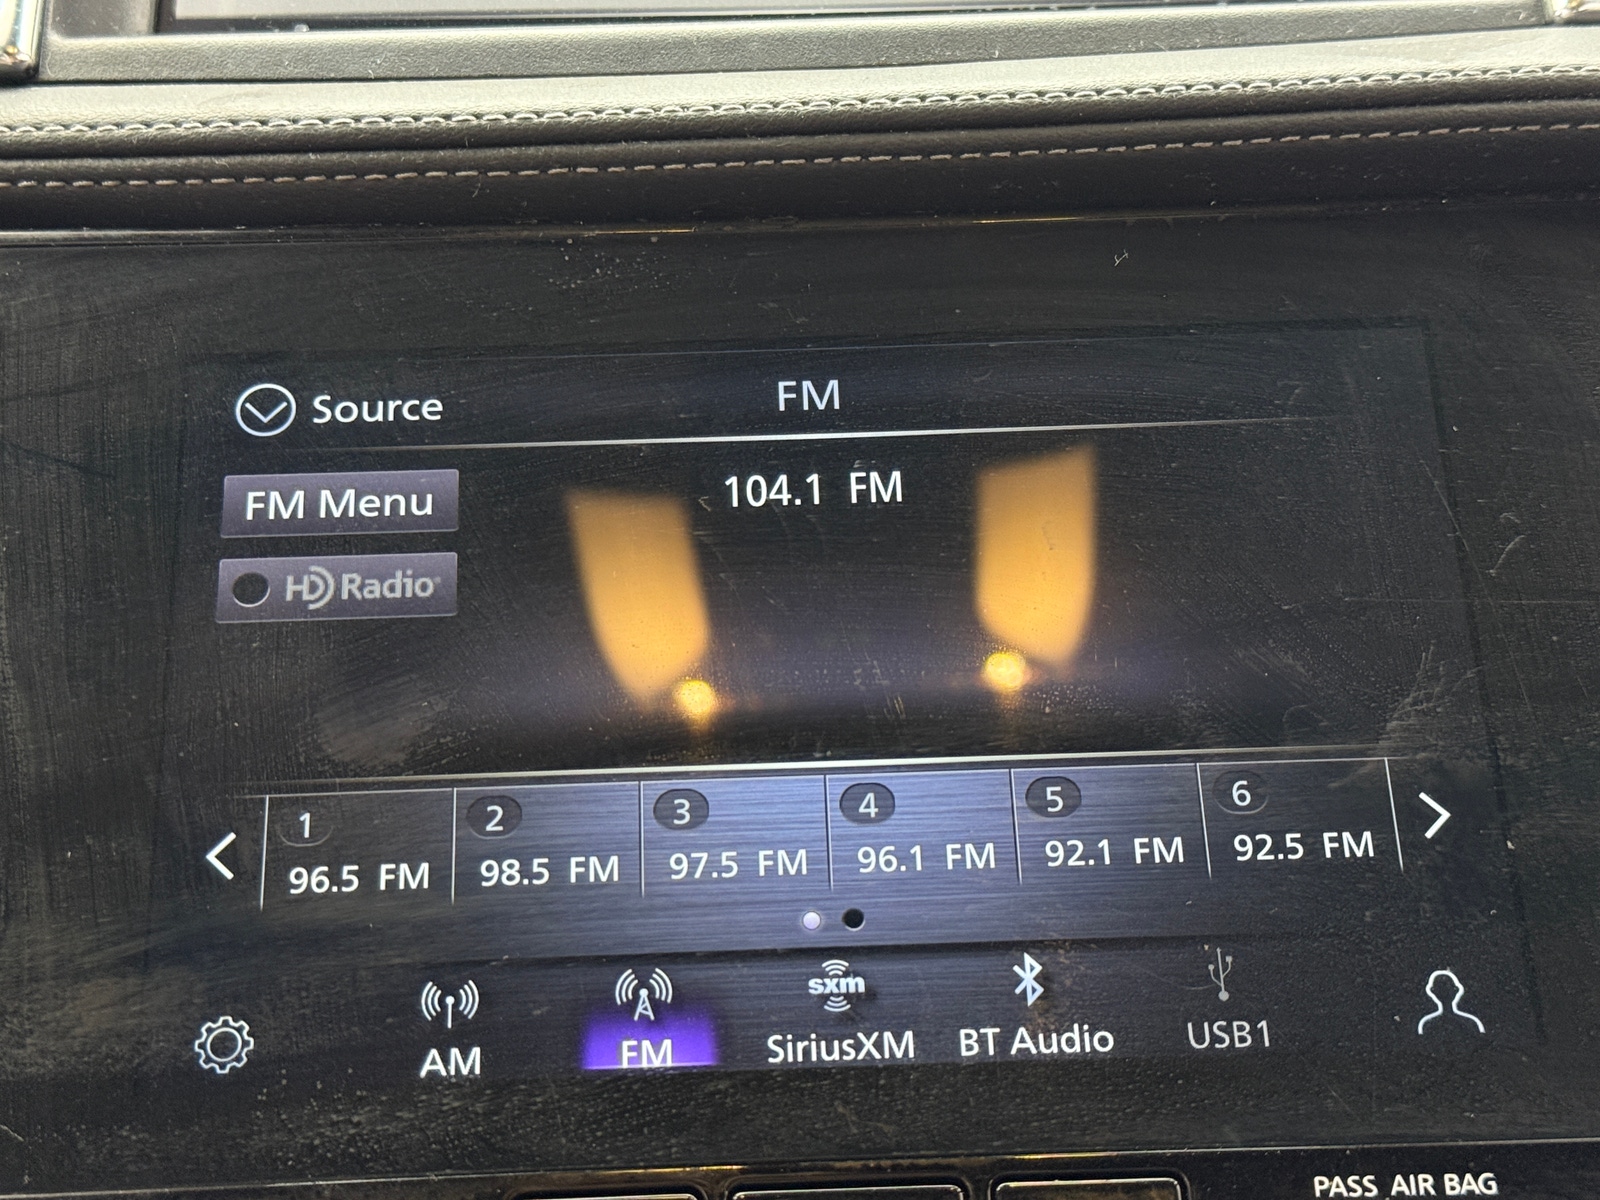 Source
FM
104.1 FM
FM Menu
HD Radio®
1 2 3 4 5 6
96.5 FM 98.5 FM 97.5 FM 96.1 FM 92.1 FM 92.5 FM
sxm
AM FM SiriusXM BT Audio USB1
PASS AIR BAG